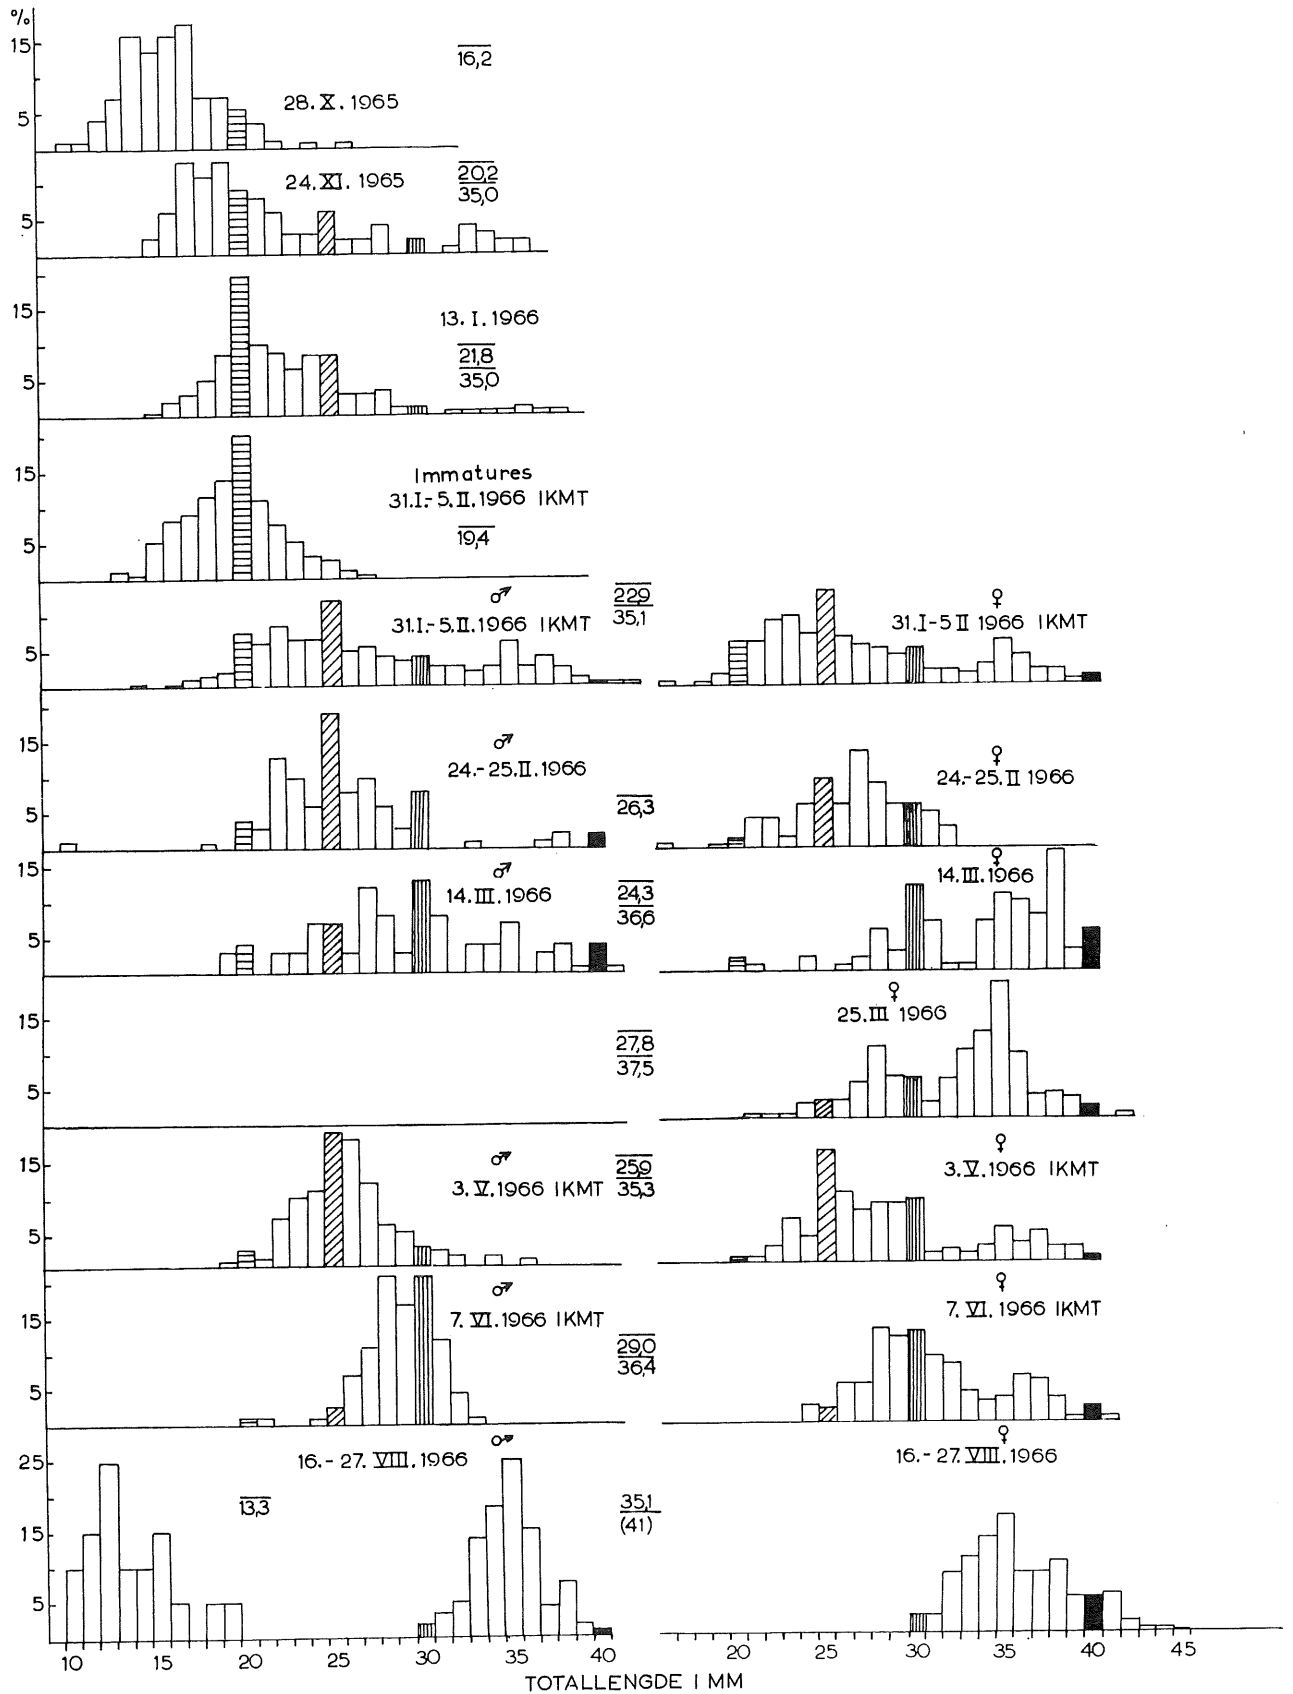 %
15
5
16,2
28. X. 1965
5
24. XI. 1965
20,2
35,0
15
5
13. I. 1966
21,8
35,0
15
5
Immatures
31.I.-5.II.1966 IKMT
19,4
5
♂
31.I.-5.II.1966 IKMT
22,9
35,1
♀
31.I-5 II 1966 IKMT
15
5
♂
24.-25.II.1966
26,3
♀
24.-25.II 1966
15
5
♂
14.III.1966
24,3
36,6
♀
14.III.1966
15
5
27,8
37,5
♀
25.III 1966
15
5
♂
3.V.1966 IKMT
25,9
35,3
♀
3.V.1966 IKMT
15
5
♂
7. VI. 1966 IKMT
29,0
36,4
♀
7. VI. 1966 IKMT
25
15
5
♂
16.-27. VIII. 1966
13,3
35,1
(41)
♀
16.-27. VIII. 1966
10 15 20 25 30 35 40 20 25 30 35 40 45
TOTALLENGDE I MM